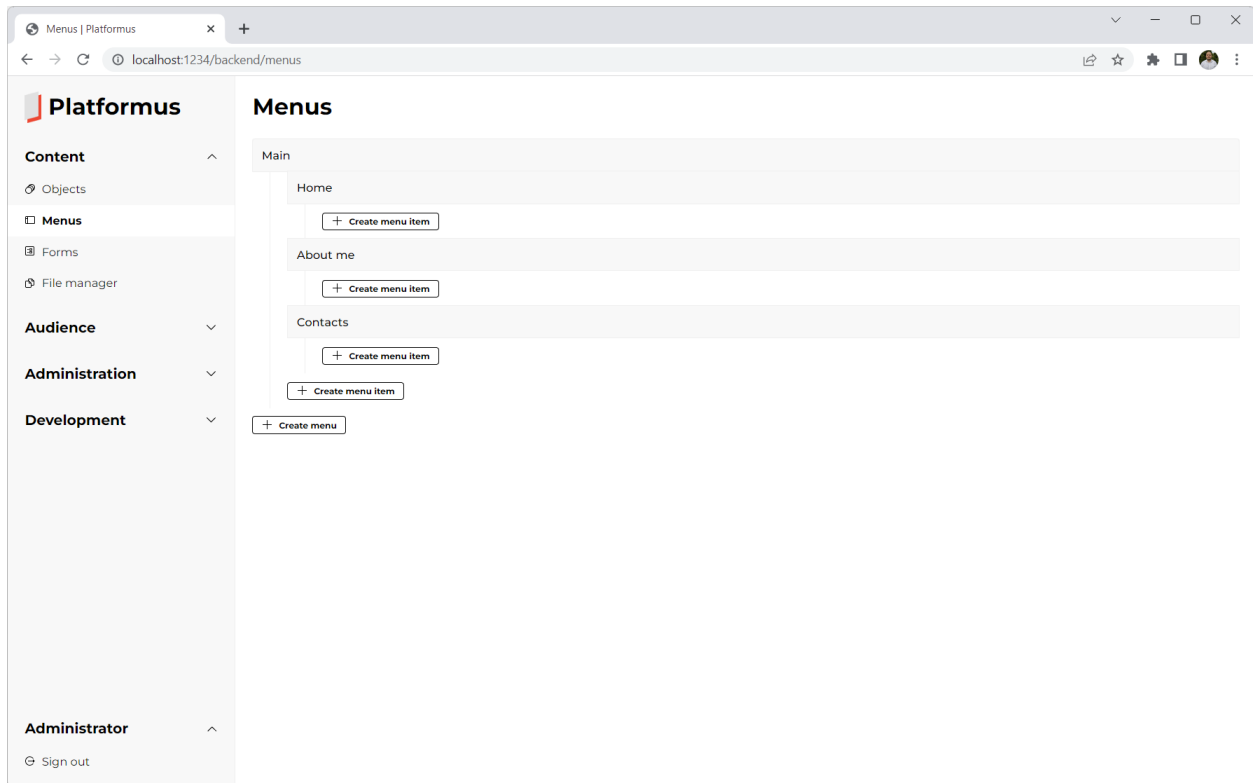 Menus | Platformus
localhost:1234/backend/menus
Platformus
Content
Objects
Menus
Forms
File manager
Audience
Administration
Development
Administrator
Sign out
Menus
Main
Home
Create menu item
About me
Create menu item
Contacts
Create menu item
Create menu item
Create menu